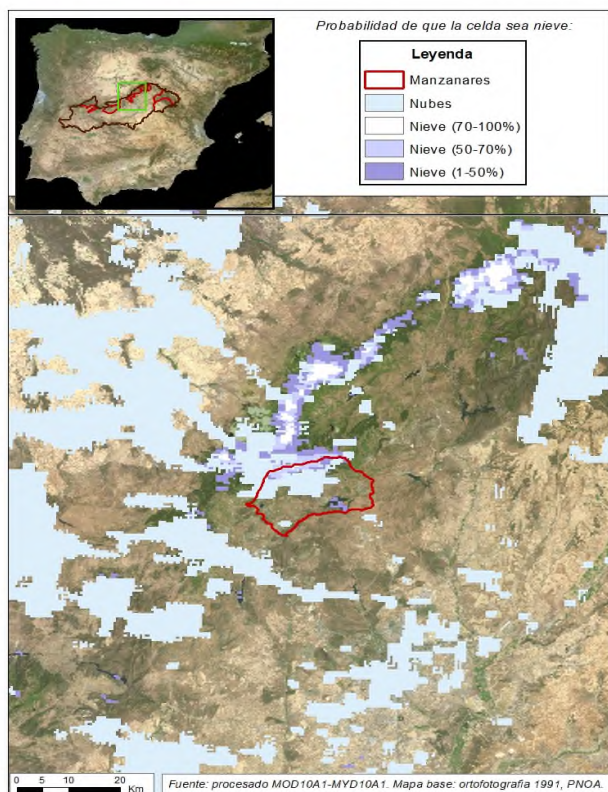 Probabilidad de que la celda sea nieve:
Leyenda
Manzanares
Nubes
Nieve (70-100%)
Nieve (50-70%)
Nieve (1-50%)
0 5 10 20
Km
Fuente: procesado MOD10A1-MYD10A1. Mapa base: ortofotografia 1991, PNOA.